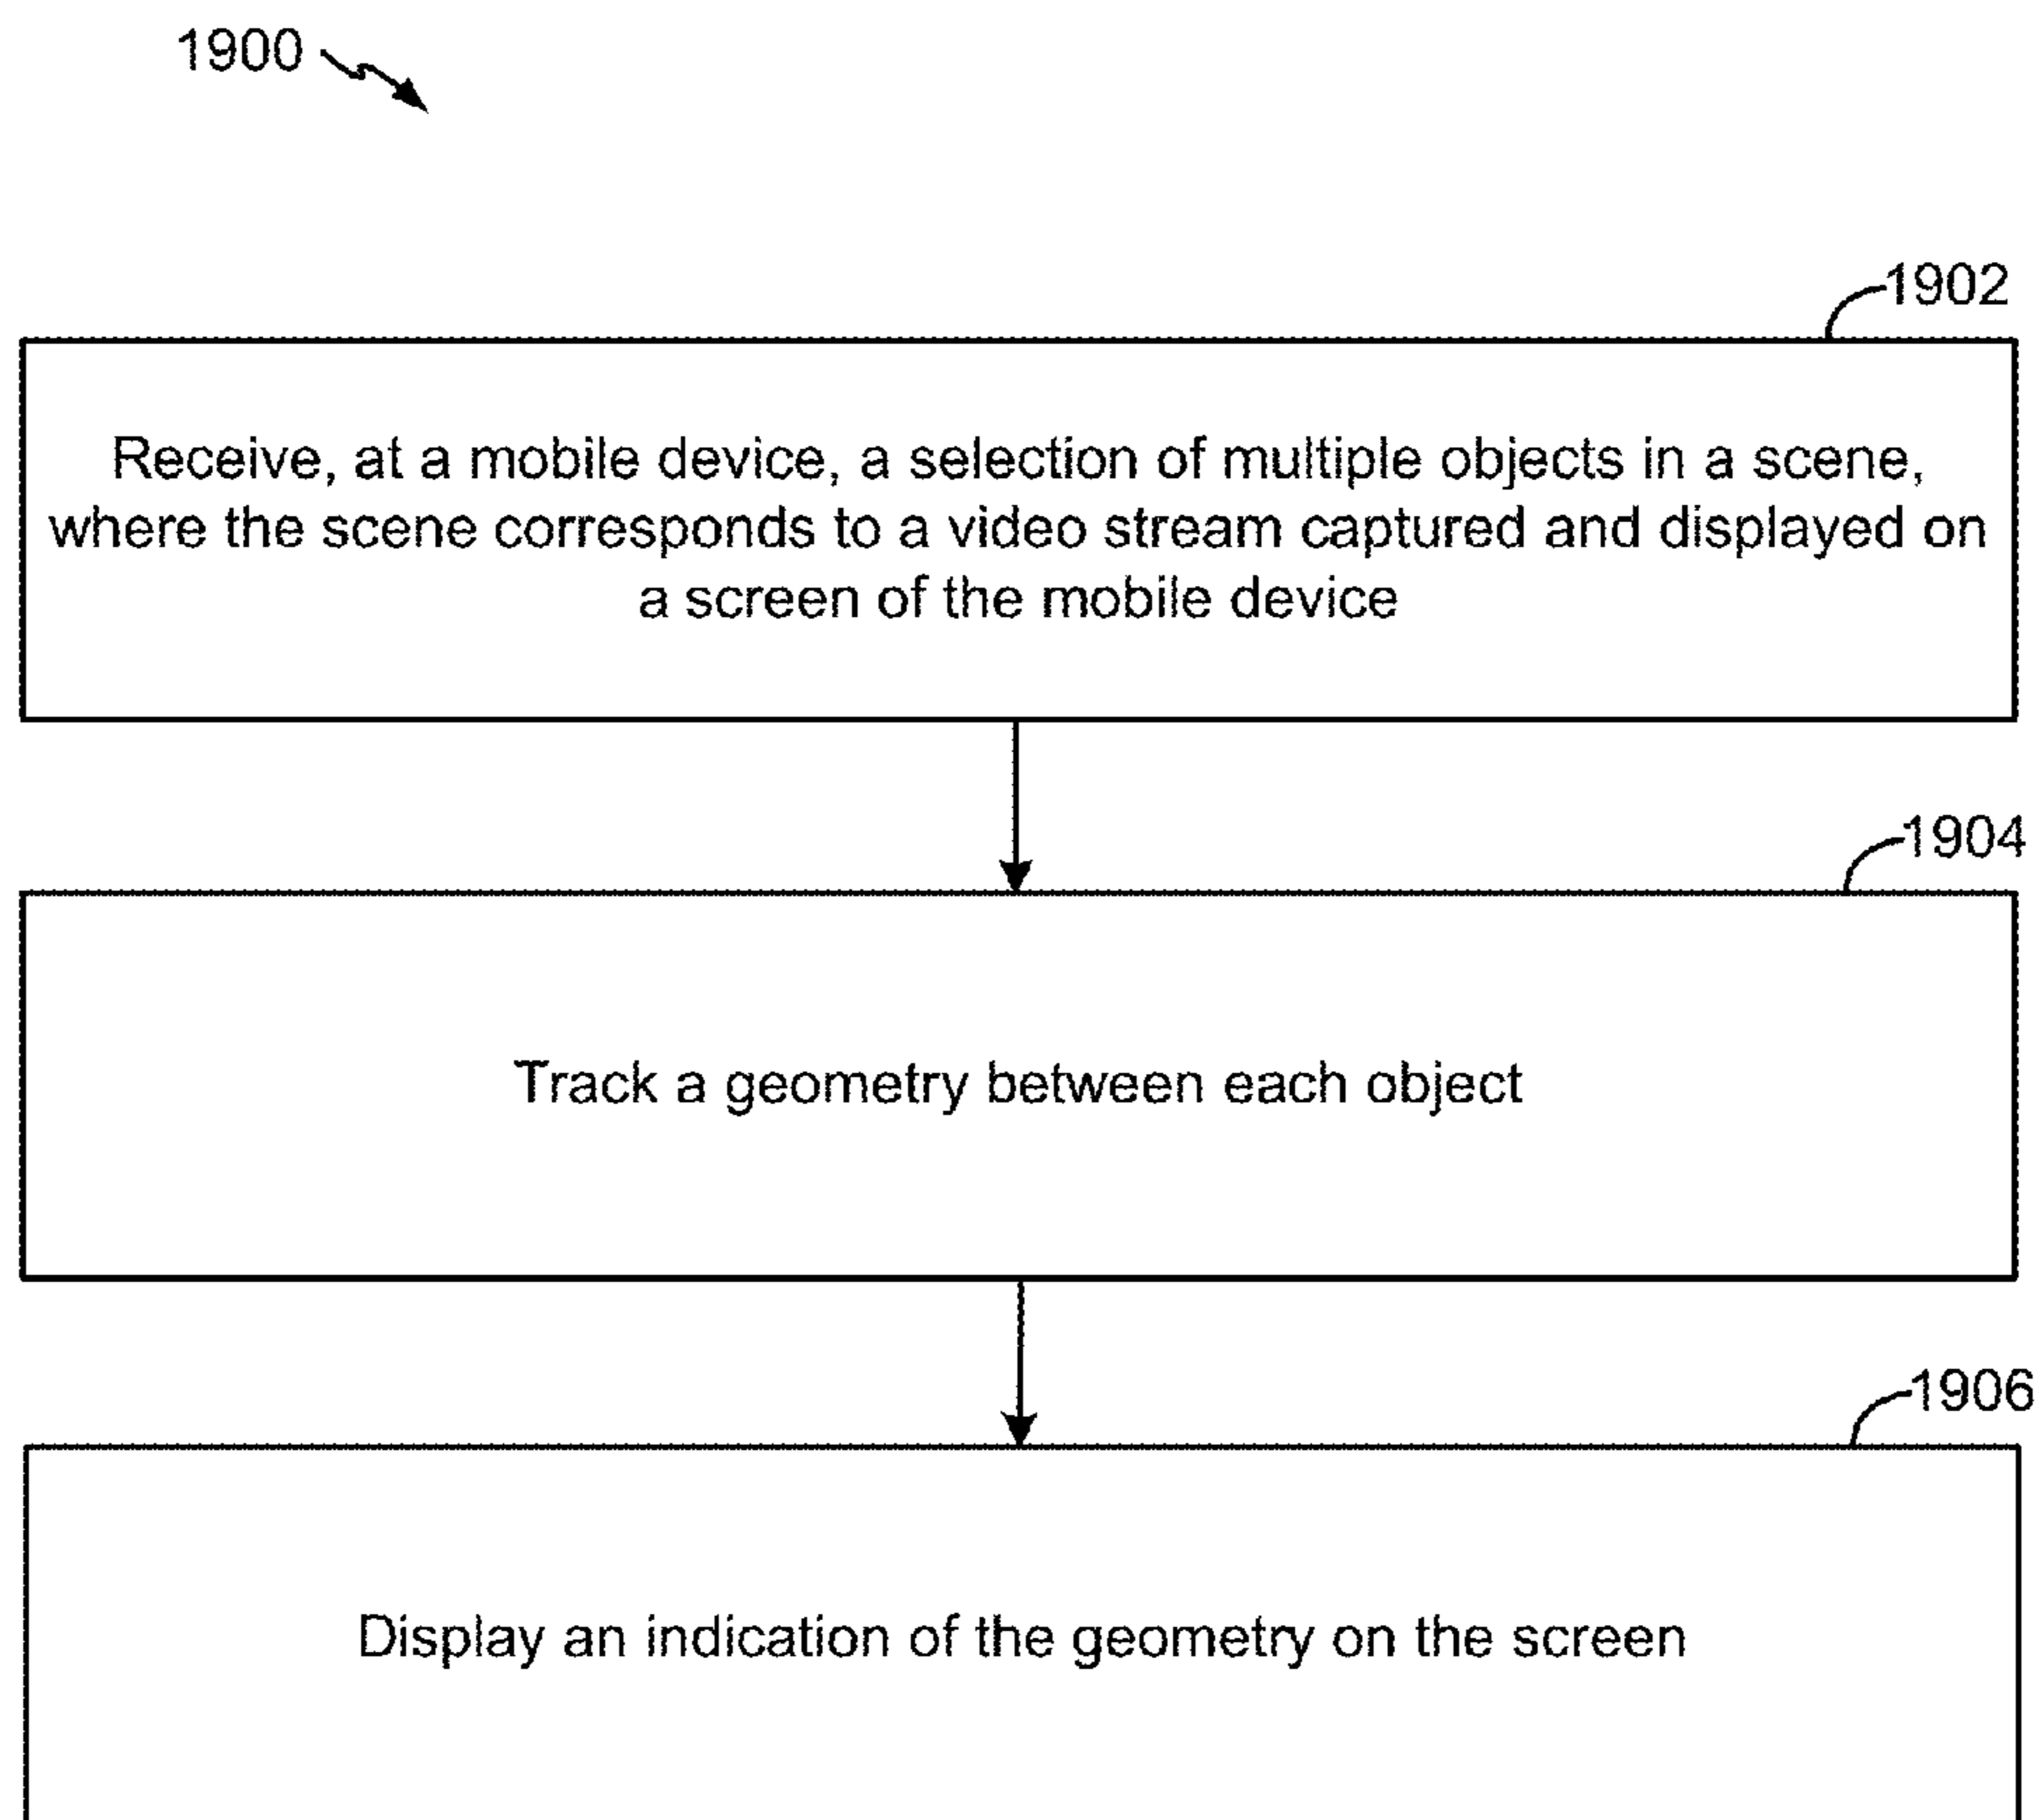 1900
1902
Receive, at a mobile device, a selection of multiple objects in a scene,
where the scene corresponds to a video stream captured and displayed on
a screen of the mobile device
1904
Track a geometry between each object
1906
Display an indication of the geometry on the screen